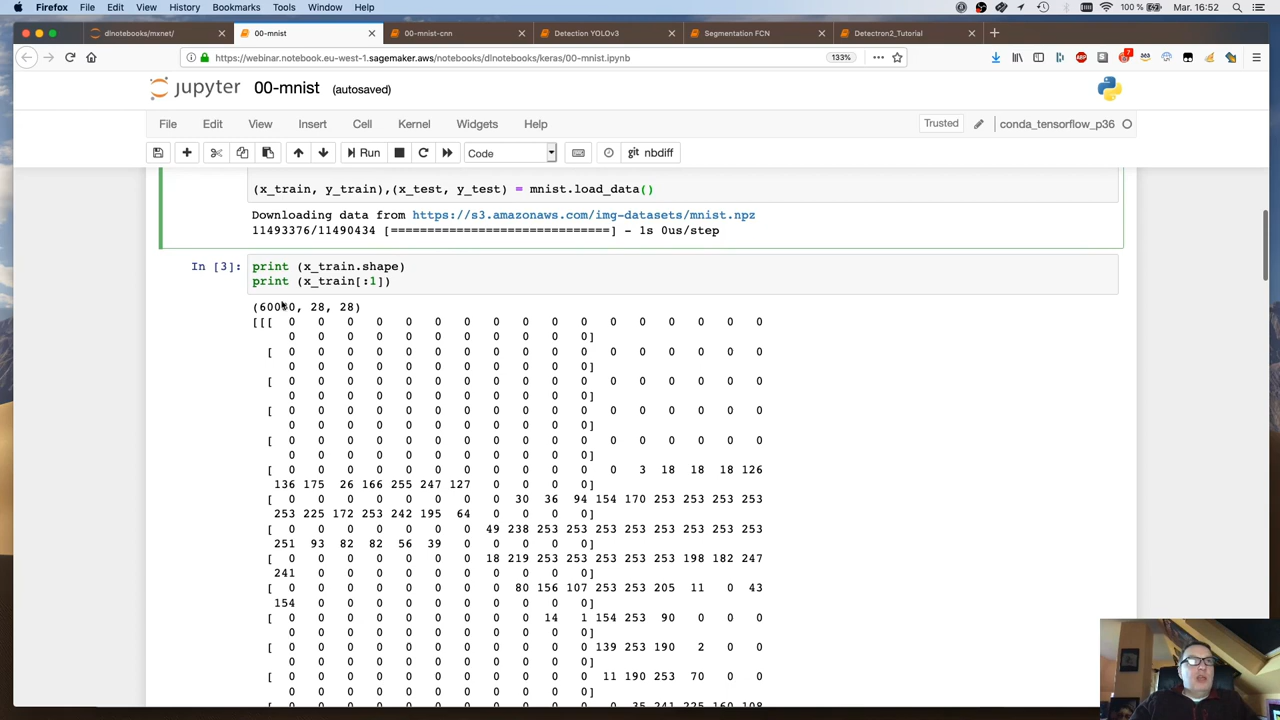 Firefox File Edit View History Bookmarks Tools Window Help 100 % Mar. 16:52
dlnotebooks/mxnet/ 00-mnist 00-mnist-cnn Detection YOLOv3 Segmentation FCN Detectron2_Tutorial
https://webinar.notebook.eu-west-1.sagemaker.aws/notebooks/dlnotebooks/keras/00-mnist.ipynb 133%
jupyter 00-mnist (autosaved)
File Edit View Insert Cell Kernel Widgets Help Trusted conda_tensorflow_p36
Run Code git nbdiff
(x_train, y_train),(x_test, y_test) = mnist.load_data()
Downloading data from https://s3.amazonaws.com/img-datasets/mnist.npz
11493376/11490434 [==============================] - 1s 0us/step
In [3]: print (x_train.shape)
print (x_train[:1])
(60000, 28, 28)
[[[ 0 0 0 0 0 0 0 0 0 0 0 0 0 0 0 0 0
0 0 0 0 0 0 0 0 0 0 0]
[ 0 0 0 0 0 0 0 0 0 0 0 0 0 0 0 0 0
0 0 0 0 0 0 0 0 0 0 0]
[ 0 0 0 0 0 0 0 0 0 0 0 0 0 0 0 0 0
0 0 0 0 0 0 0 0 0 0 0]
[ 0 0 0 0 0 0 0 0 0 0 0 0 0 0 0 0 0
0 0 0 0 0 0 0 0 0 0 0]
[ 0 0 0 0 0 0 0 0 0 0 0 0 0 0 0 0 0
0 0 0 0 0 0 0 0 0 0 0]
[ 0 0 0 0 0 0 0 0 0 0 0 0 3 18 18 18 126
136 175 26 166 255 247 127 0 0 0 0]
[ 0 0 0 0 0 0 0 0 30 36 94 154 170 253 253 253 253
253 225 172 253 242 195 64 0 0 0 0]
[ 0 0 0 0 0 0 0 49 238 253 253 253 253 253 253 253 253
251 93 82 82 56 39 0 0 0 0 0]
[ 0 0 0 0 0 0 0 18 219 253 253 253 253 253 198 182 247
241 0 0 0 0 0 0 0 0 0 0]
[ 0 0 0 0 0 0 0 0 80 156 107 253 253 205 11 0 43
154 0 0 0 0 0 0 0 0 0 0]
[ 0 0 0 0 0 0 0 0 0 14 1 154 253 90 0 0 0
0 0 0 0 0 0 0 0 0 0 0]
[ 0 0 0 0 0 0 0 0 0 0 0 139 253 190 2 0 0
0 0 0 0 0 0 0 0 0 0 0]
[ 0 0 0 0 0 0 0 0 0 0 0 11 190 253 70 0 0
0 0 0 0 0 0 0 0 0 0 0]
[ 0 0 0 0 0 0 0 0 0 0 0 0 35 241 225 160 108